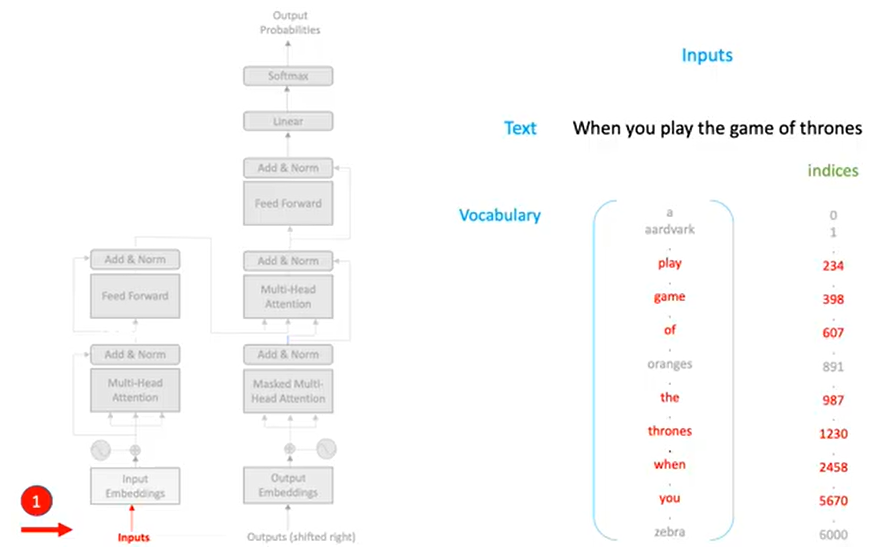 Output
Probabilities
Softmax
Linear
Add & Norm
Feed Forward
Add & Norm
Multi-Head
Attention
Add & Norm
Masked Multi-
Head Attention
Output
Embeddings
Outputs (shifted right)
Add & Norm
Feed Forward
Add & Norm
Multi-Head
Attention
Input
Embeddings
1
Inputs
Inputs
Text When you play the game of thrones
indices
Vocabulary
a 0
aardvark 1
. .
play 234
. .
game 398
. .
of 607
. .
oranges 891
. .
the 987
. .
thrones 1230
. .
when 2458
. .
you 5670
. .
zebra 6000